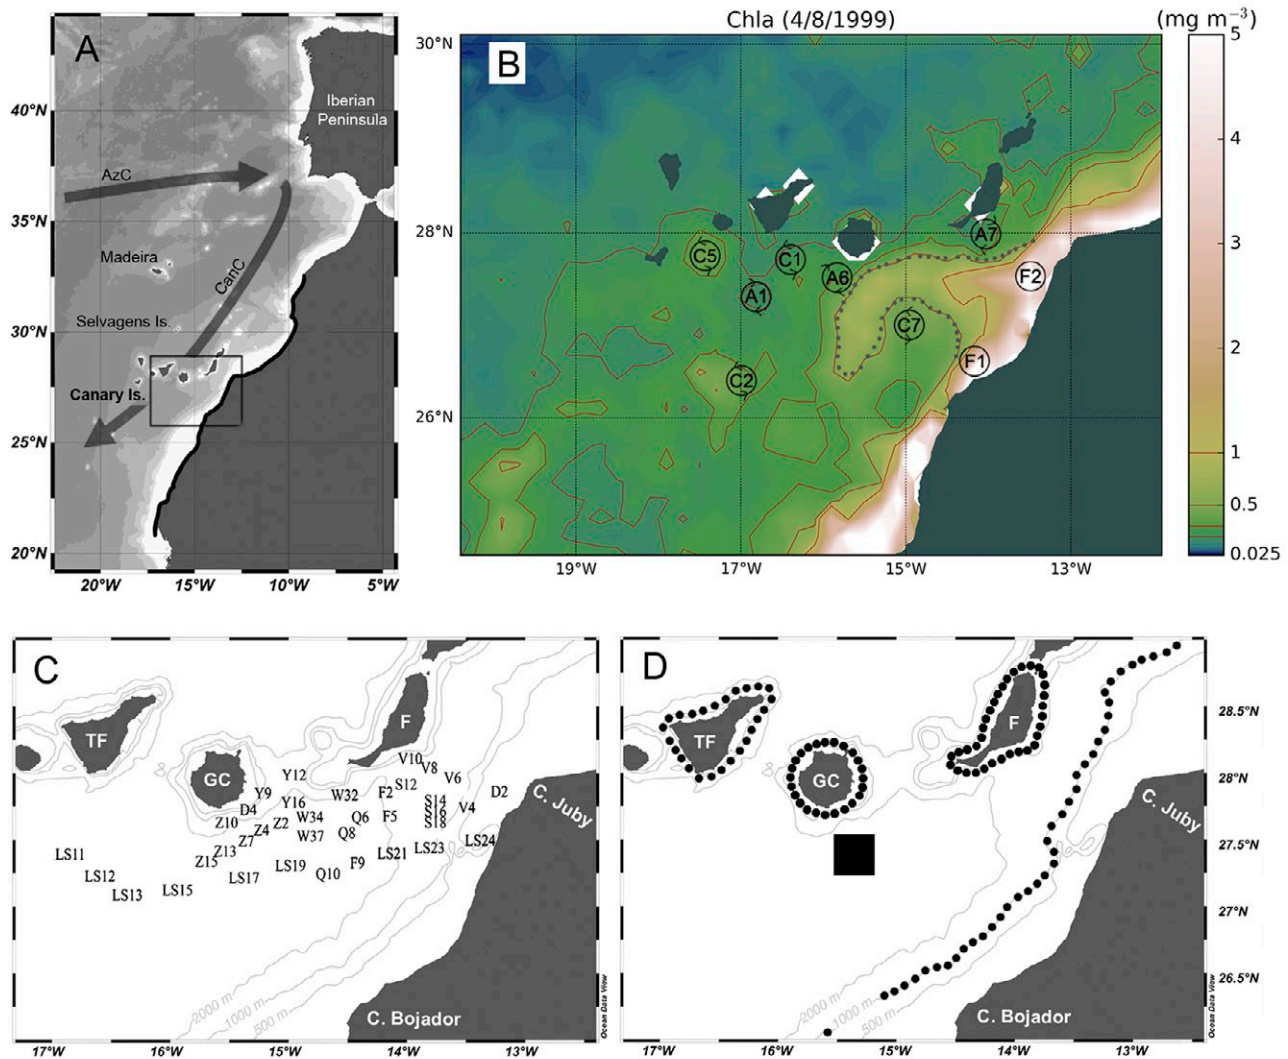 A
Iberian
Peninsula
40°N
AzC
35°N
Madeira
CanC
Selvagens Is.
30°N
Canary Is.
25°N
20°N
20°W 15°W 10°W 5°W
Chla (4/8/1999)
(mg m⁻³)
B
30°N
28°N
26°N
C5
C1
A1
A6
A7
F2
C7
F1
C2
19°W 17°W 15°W 13°W
5
4
3
2
1
0.5
0.025
C
TF
GC
F
V10
V8
V6
Y12
S12
Y9
W32
F2
D2
D4
Y16
S14
V4
Z10
Z2
W34
Q6
F5
S16
Z4
Q8
S18
Z7
W37
LS24
LS11
Z13
LS21
LS23
Z15
LS19
F9
LS12
LS17
Q10
LS13
LS15
C. Juby
C. Bojador
2000 m
1000 m
500 m
Ocean Data View
17°W 16°W 15°W 14°W 13°W
D
TF
GC
F
C. Juby
C. Bojador
2000 m
1000 m
500 m
28.5°N
28°N
27.5°N
27°N
26.5°N
Ocean Data View
17°W 16°W 15°W 14°W 13°W